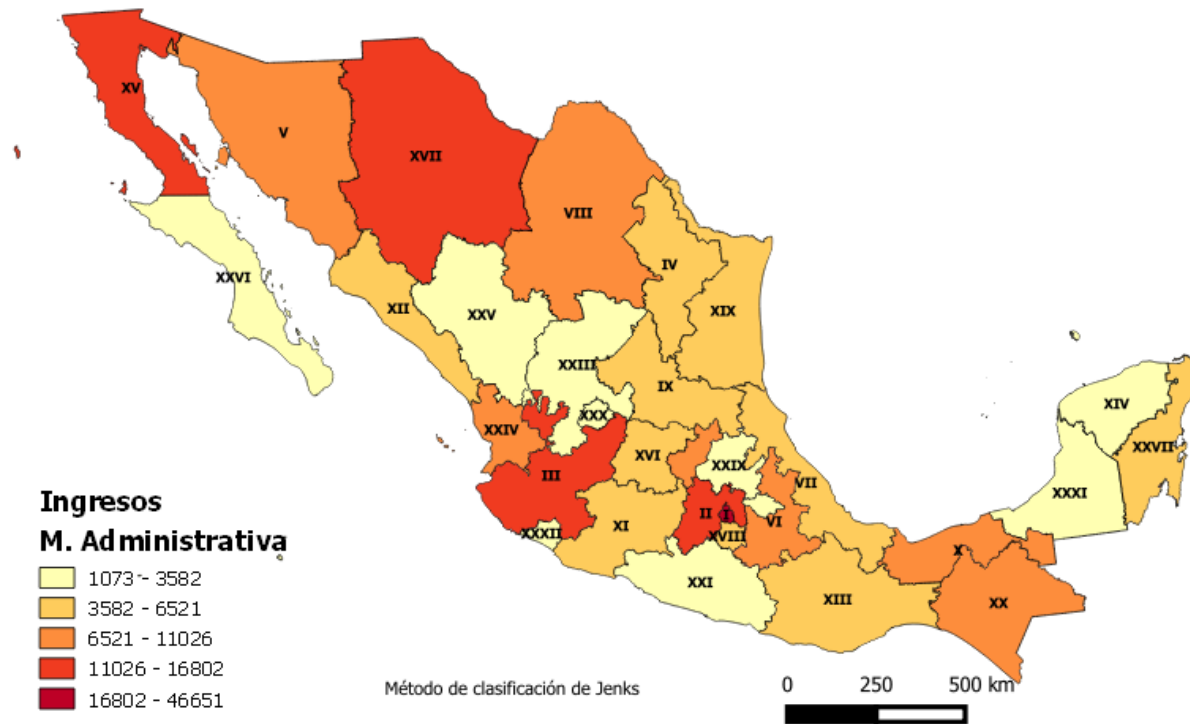 XV
V
XVII
VIII
XXVI
IV
XII
XIX
XXV
XXIII
IX
XXX
XIV
XXIV
XXVII
XVI
XXIX
III
VII
XXXI
II
I
VI
XXXII
XI
XVIII
X
XXI
XIII
XX
Ingresos
M. Administrativa
1073 - 3582
3582 - 6521
6521 - 11026
11026 - 16802
16802 - 46651
Método de clasificación de Jenks
0 250 500 km